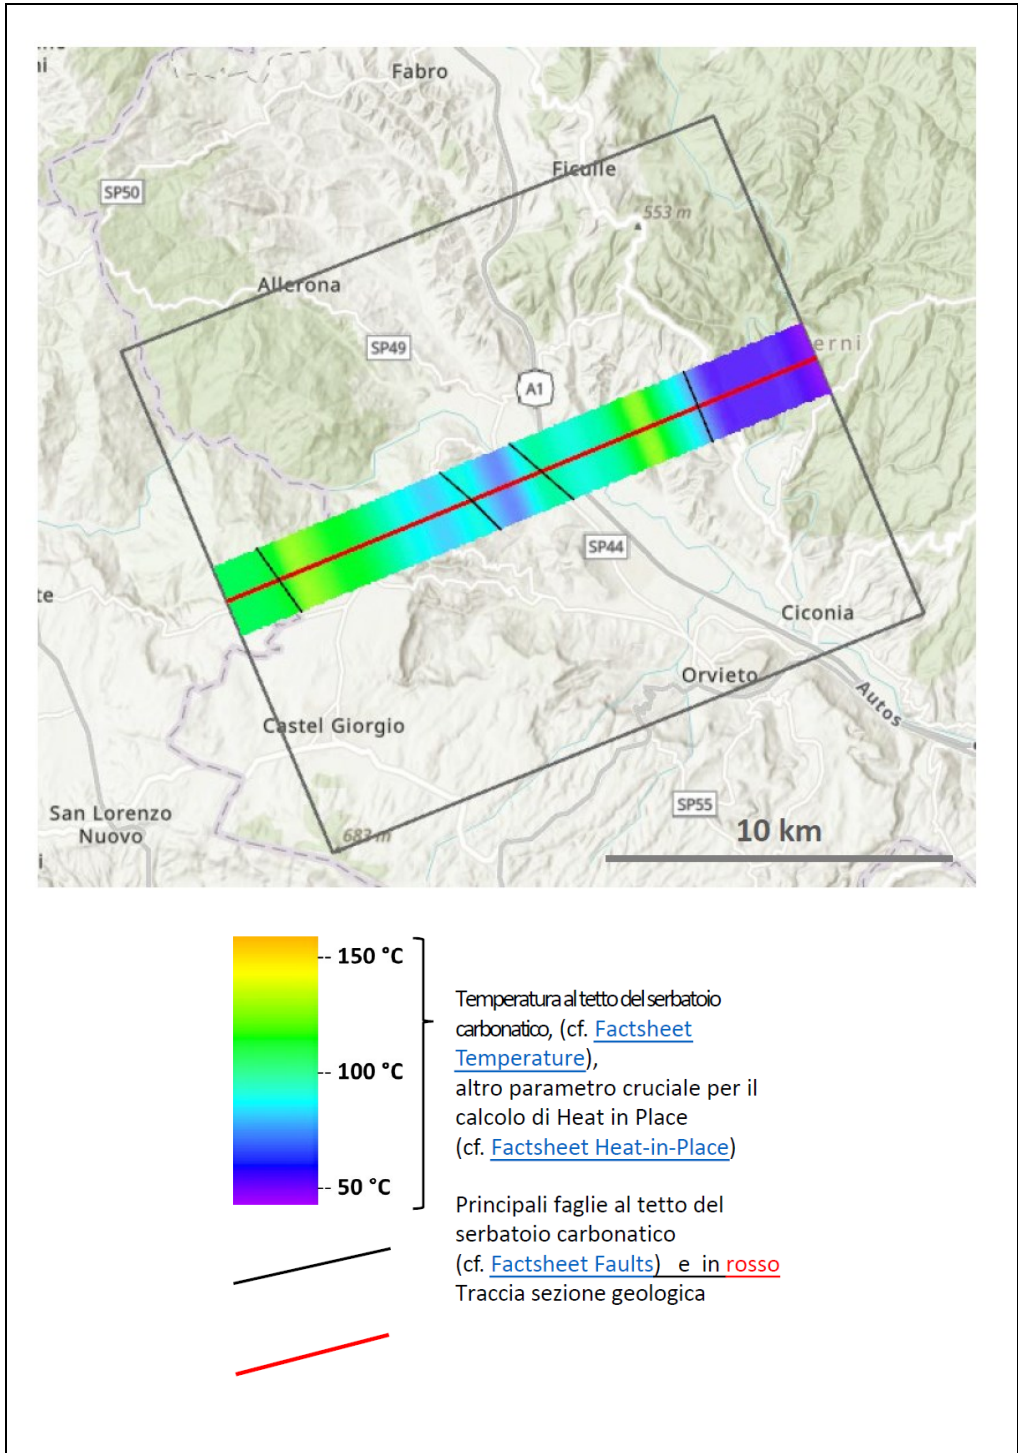 ni
Fabro
SP50
Ficulle
553 m
Allerona
SP49
erni
A1
SP44
te
Ciconia
Orvieto
Autos
Castel Giorgio
San Lorenzo
Nuovo
SP55
683 m
10 km
-- 150 °C
-- 100 °C
-- 50 °C
Temperatura al tetto del serbatoio
carbonatico, (cf. Factsheet
Temperature),
altro parametro cruciale per il
calcolo di Heat in Place
(cf. Factsheet Heat-in-Place)
Principali faglie al tetto del
serbatoio carbonatico
(cf. Factsheet Faults) e in rosso
Traccia sezione geologica